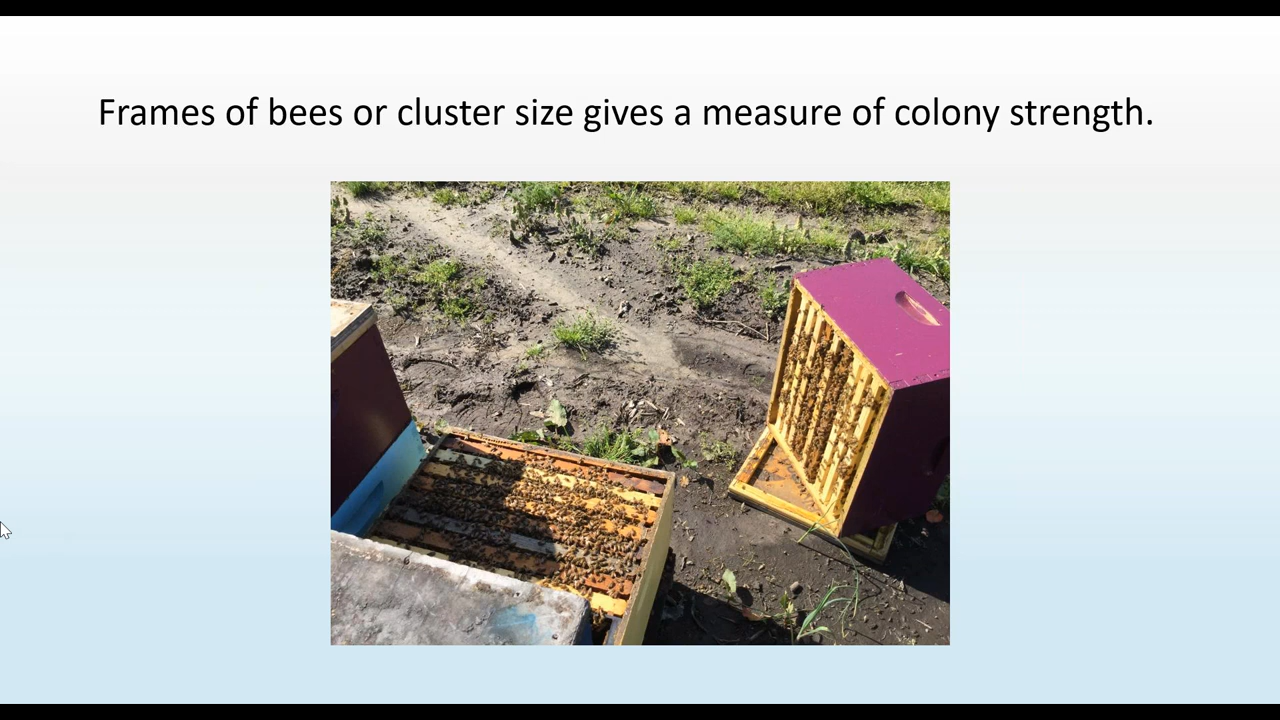 Frames of bees or cluster size gives a measure of colony strength.